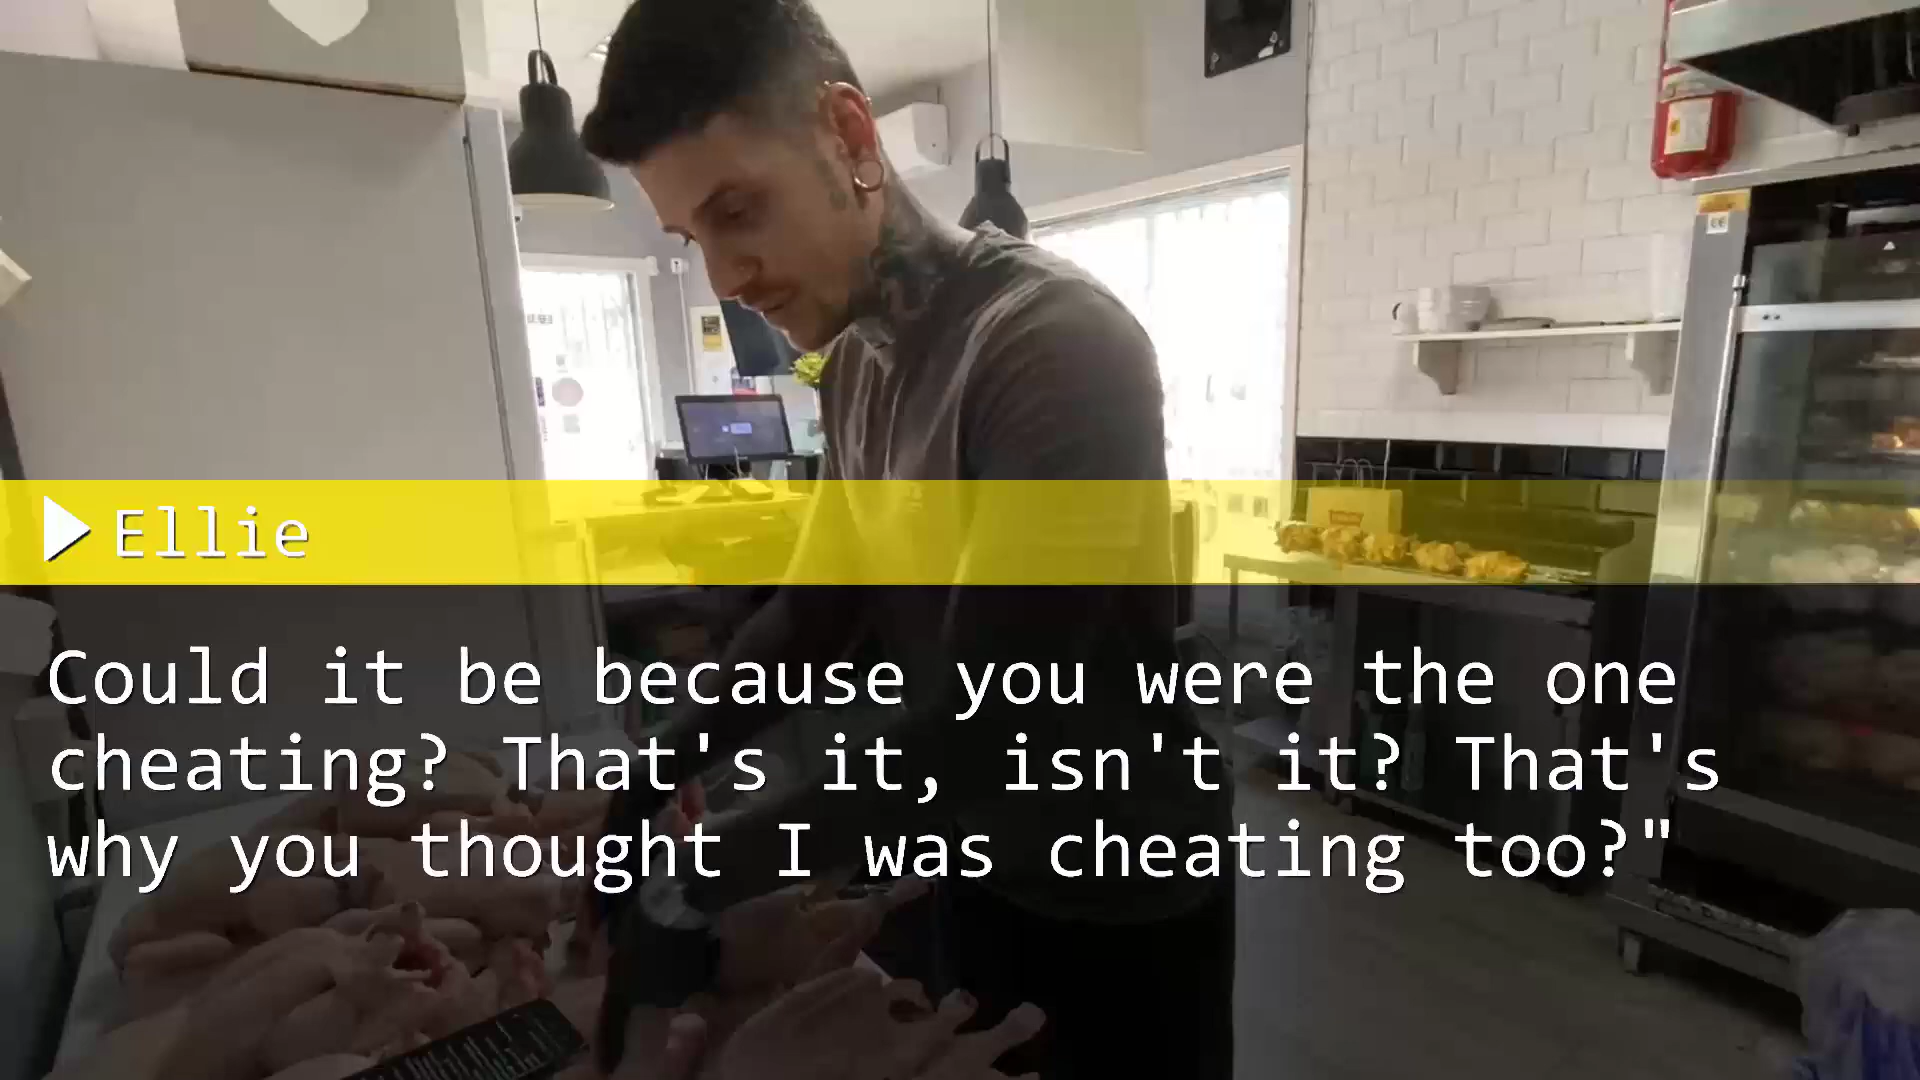 Ellie
Could it be because you were the one
cheating? That's it, isn't it? That's
why you thought I was cheating too?"